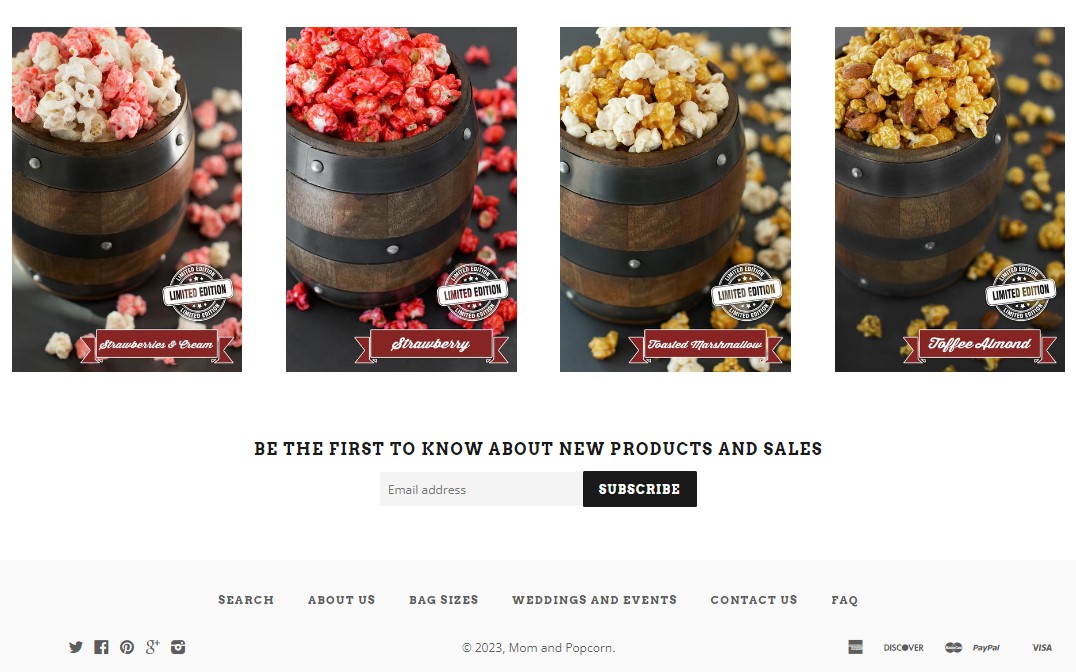 LIMITED EDITION
LIMITED EDITION
LIMITED EDITION
Strawberries & Cream
LIMITED EDITION
LIMITED EDITION
LIMITED EDITION
Strawberry
LIMITED EDITION
LIMITED EDITION
LIMITED EDITION
Toasted Marshmallow
LIMITED EDITION
LIMITED EDITION
LIMITED EDITION
Toffee Almond
BE THE FIRST TO KNOW ABOUT NEW PRODUCTS AND SALES
Email address SUBSCRIBE
SEARCH ABOUT US BAG SIZES WEDDINGS AND EVENTS CONTACT US FAQ
© 2023, Mom and Popcorn. DISCOVER PayPal VISA